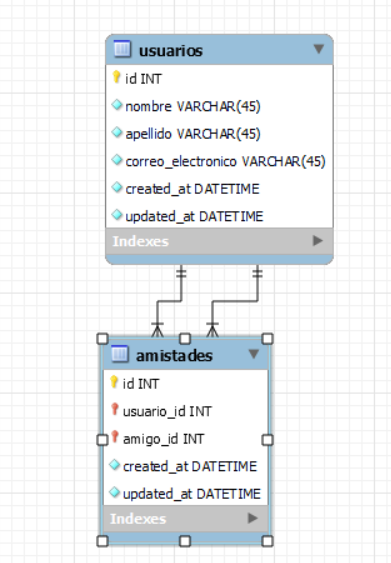 usuarios
id INT
nombre VARCHAR(45)
apellido VARCHAR(45)
correo_electronico VARCHAR(45)
created_at DATETIME
updated_at DATETIME
Indexes
amistades
id INT
usuario_id INT
amigo_id INT
created_at DATETIME
updated_at DATETIME
Indexes